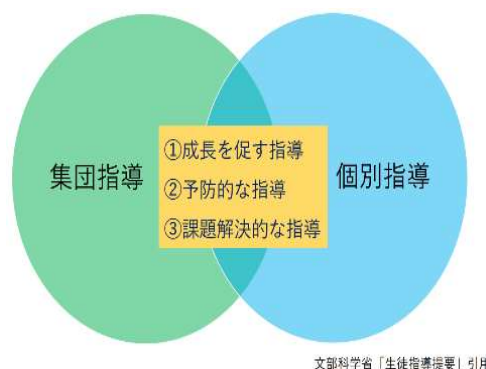 集団指導
①成長を促す指導
②予防的な指導
③課題解決的な指導
個別指導
文部科学省「生徒指導提要」引用